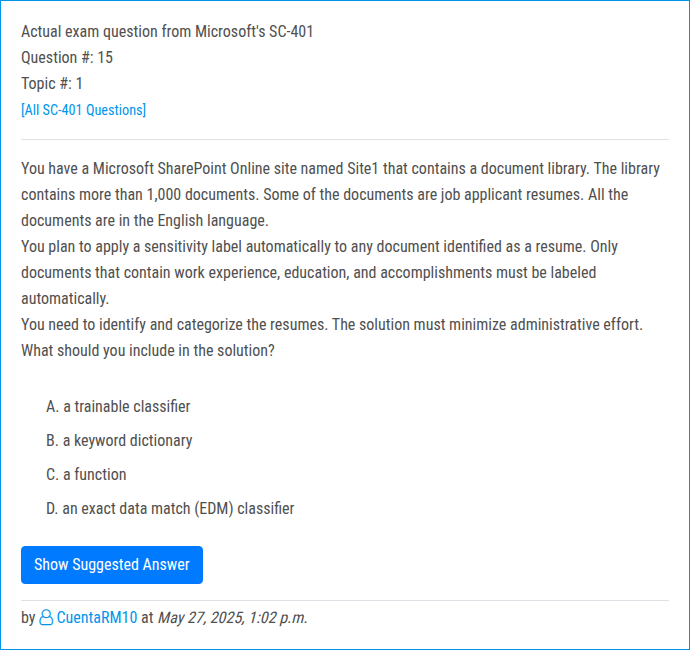 Actual exam question from Microsoft's SC-401
Question #: 15
Topic #: 1
[All SC-401 Questions]
You have a Microsoft SharePoint Online site named Site1 that contains a document library. The library
contains more than 1,000 documents. Some of the documents are job applicant resumes. All the
documents are in the English language.
You plan to apply a sensitivity label automatically to any document identified as a resume. Only
documents that contain work experience, education, and accomplishments must be labeled
automatically.
You need to identify and categorize the resumes. The solution must minimize administrative effort.
What should you include in the solution?
A. a trainable classifier
B. a keyword dictionary
C. a function
D. an exact data match (EDM) classifier
Show Suggested Answer
by CuentaRM10 at May 27, 2025, 1:02 p.m.